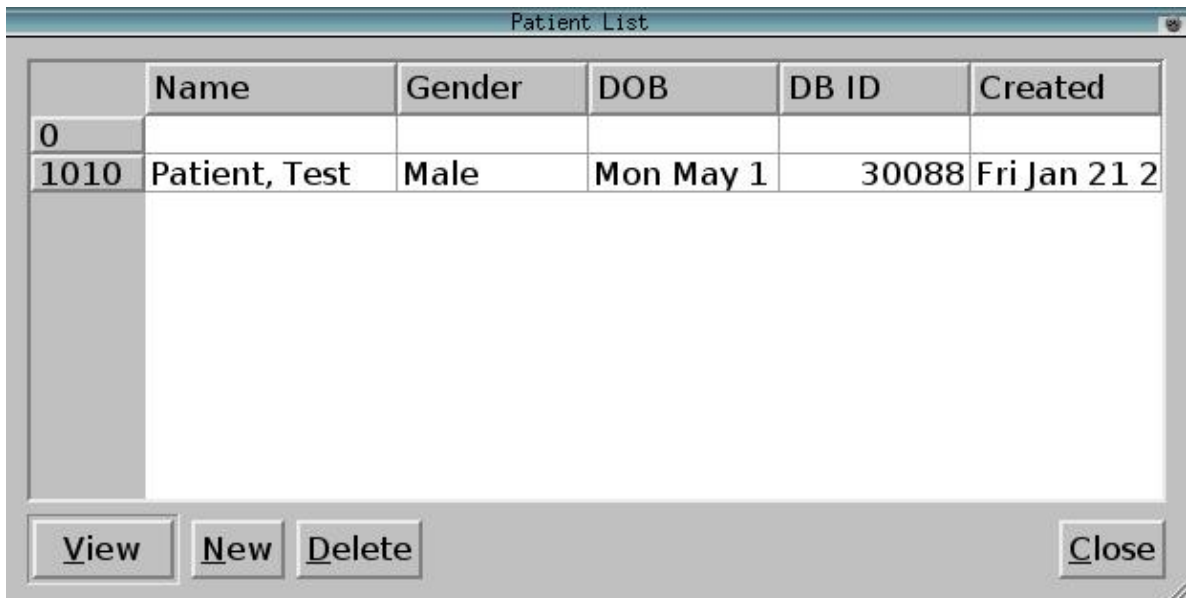 Patient List
Name Gender DOB DB ID Created
0
1010 Patient, Test Male Mon May 1 30088 Fri Jan 21 2
View New Delete Close